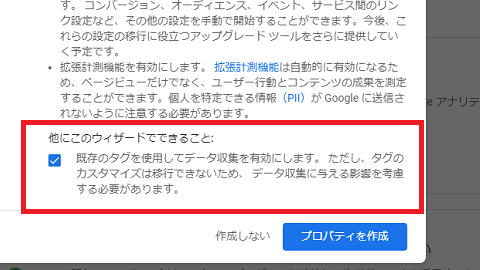 す。 コンバージョン、オーディエンス、イベント、サービス間のリン
ク設定など、その他の設定を手動で開始することができます。今後、こ
れらの設定の移行に役立つアップグレード ツールをさらに提供してい
く予定です。
• 拡張計測機能を有効にします。 拡張計測機能は自動的に有効になるた
め、ページビューだけでなく、ユーザー行動とコンテンツの成果を測定
することができます。個人を特定できる情報（PII）が Google に送信さ
れないように注意する必要があります。
e アナリテ
他にこのウィザードでできること:
既存のタグを使用してデータ収集を有効にします。 ただし、タグの
カスタマイズは移行できないため、 データ収集に与える影響を考慮
する必要があります。
作成しない
プロパティを作成
い